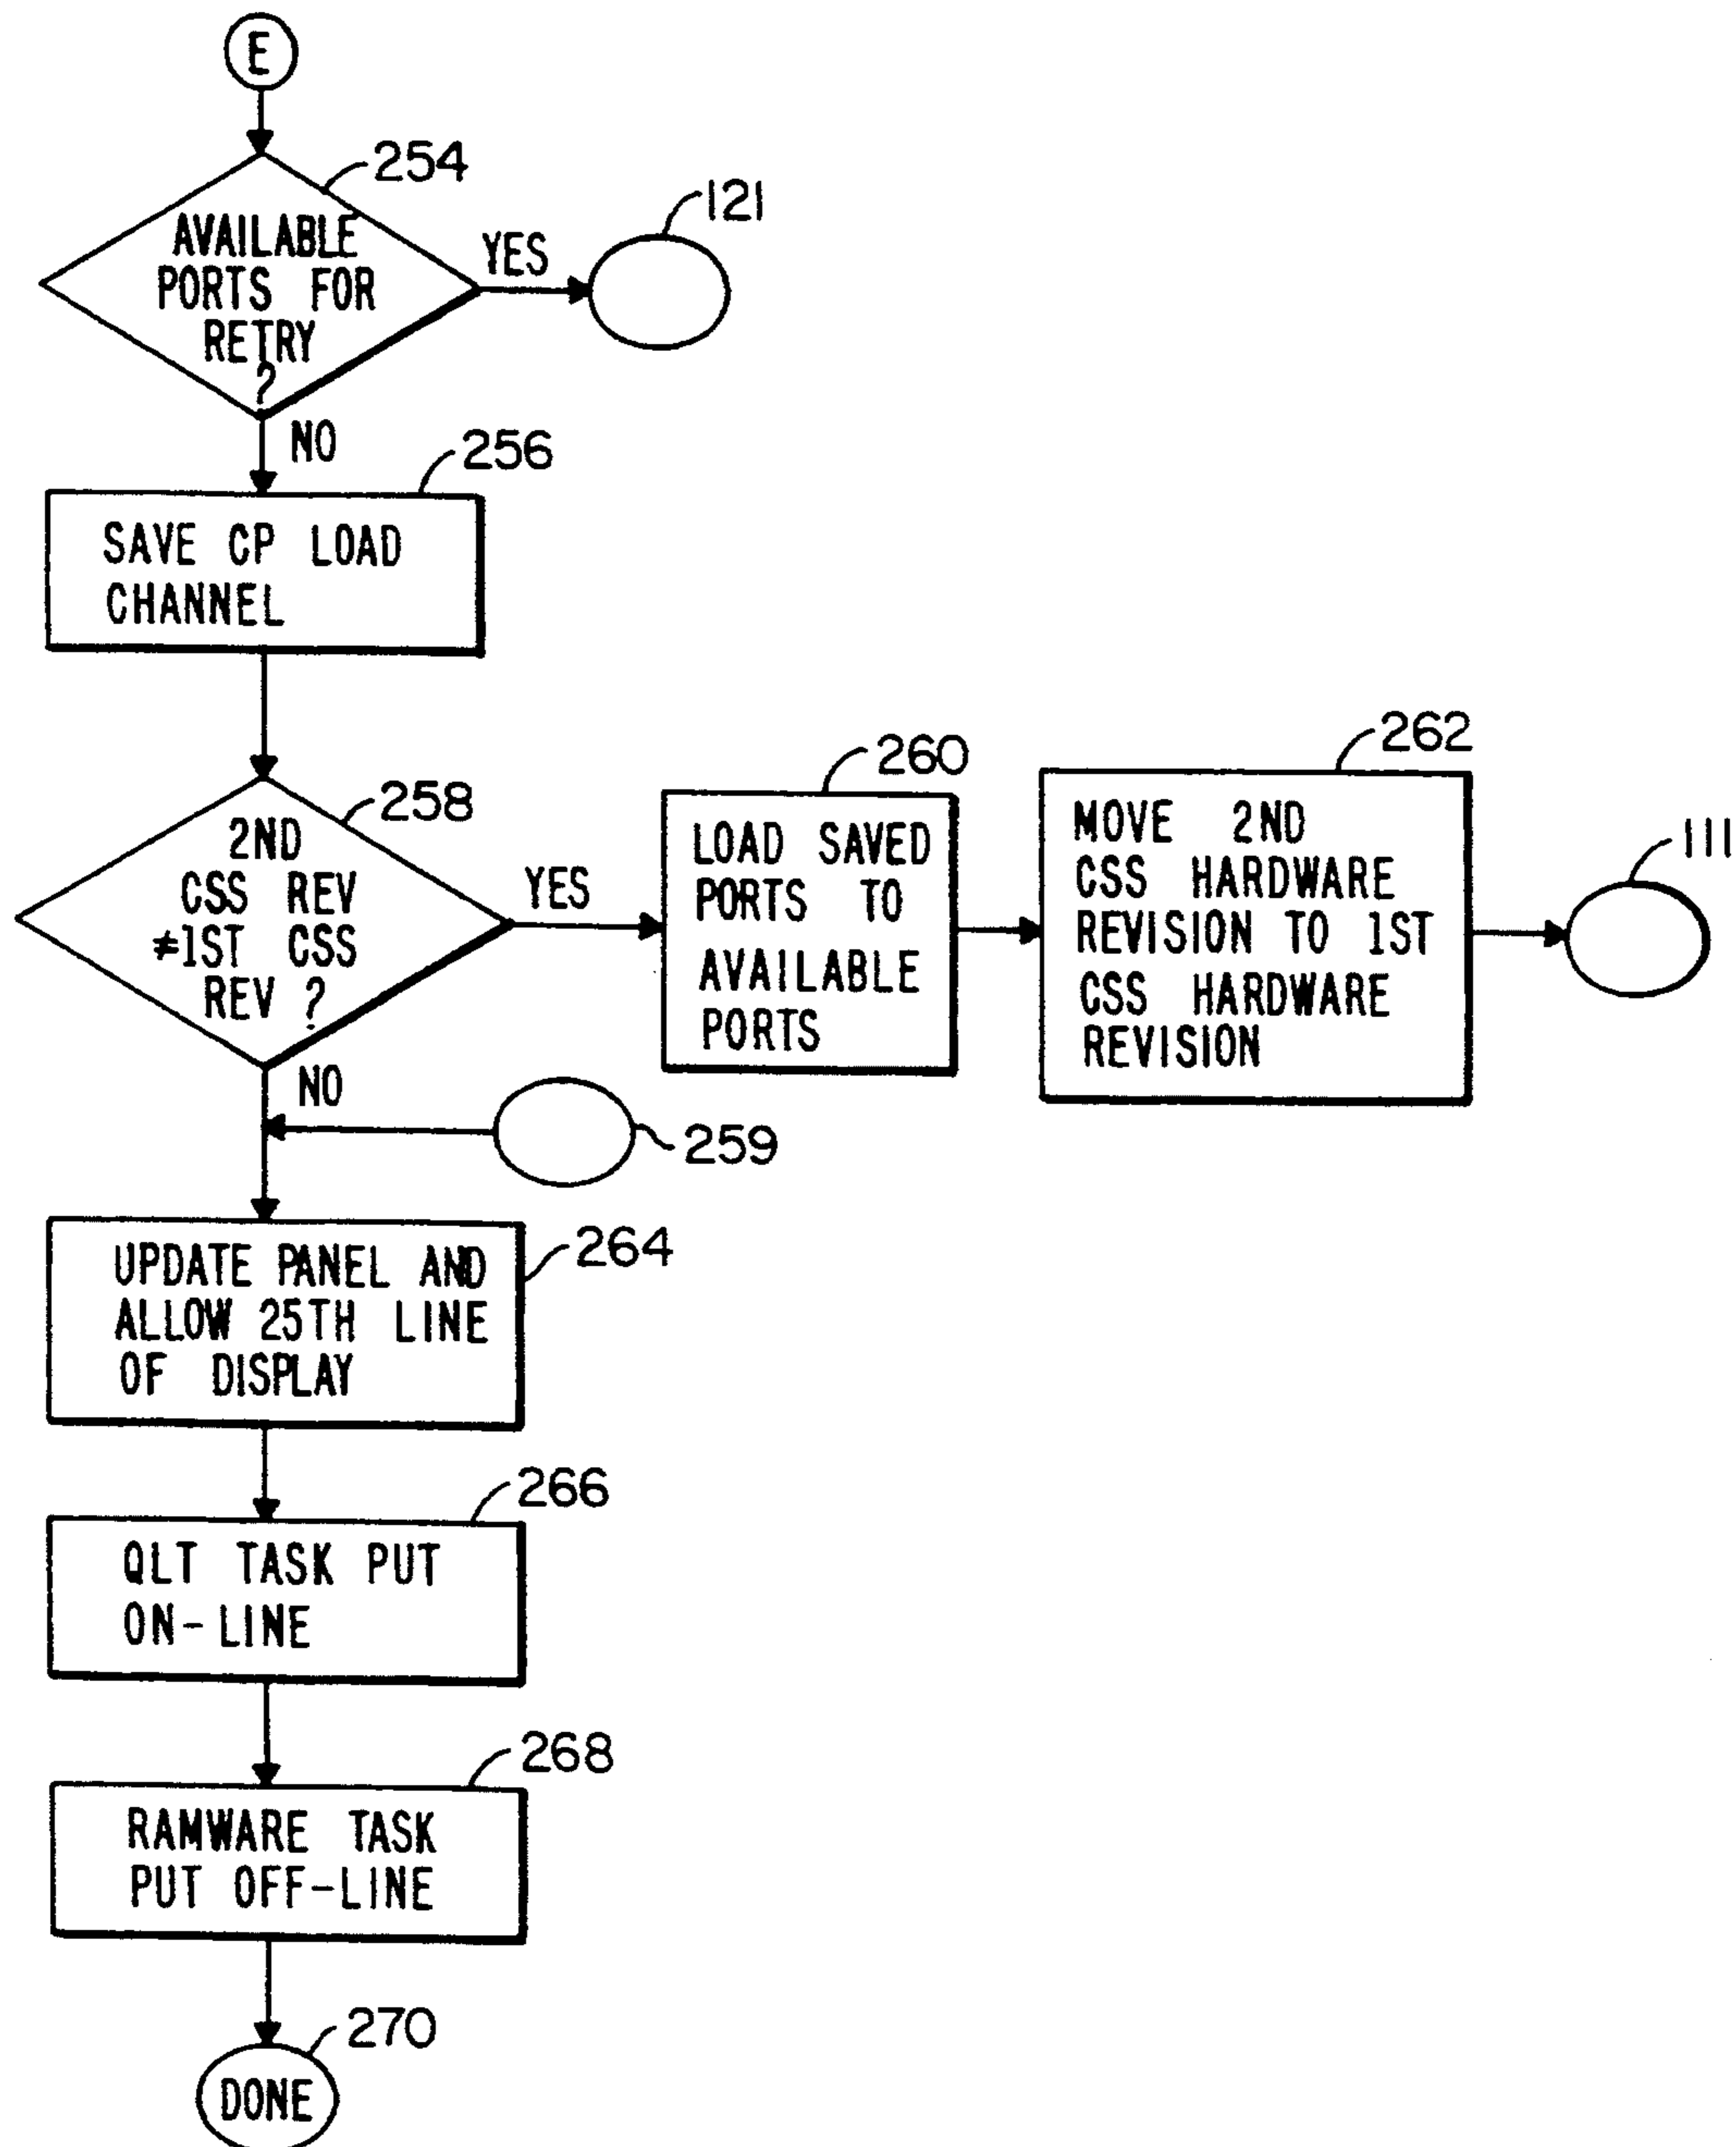 E
254
AVAILABLE
PORTS FOR
RETRY
?
YES
121
NO
256
SAVE CP LOAD
CHANNEL
258
2ND
CSS REV
≠1ST CSS
REV ?
YES
260
LOAD SAVED
PORTS TO
AVAILABLE
PORTS
262
MOVE 2ND
CSS HARDWARE
REVISION TO 1ST
CSS HARDWARE
REVISION
111
NO
259
264
UPDATE PANEL AND
ALLOW 25TH LINE
OF DISPLAY
266
QLT TASK PUT
ON-LINE
268
RAMWARE TASK
PUT OFF-LINE
270
DONE